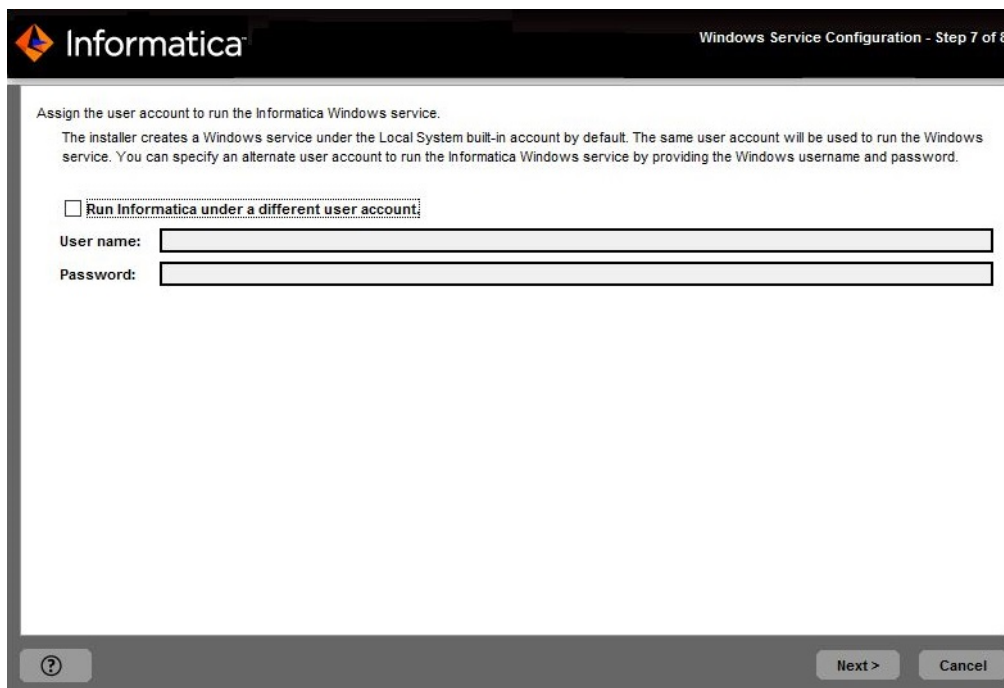 Informatica
Windows Service Configuration - Step 7 of 8
Assign the user account to run the Informatica Windows service.
The installer creates a Windows service under the Local System built-in account by default. The same user account will be used to run the Windows
service. You can specify an alternate user account to run the Informatica Windows service by providing the Windows username and password.
Run Informatica under a different user account.
User name:
Password:
?
Next >
Cancel